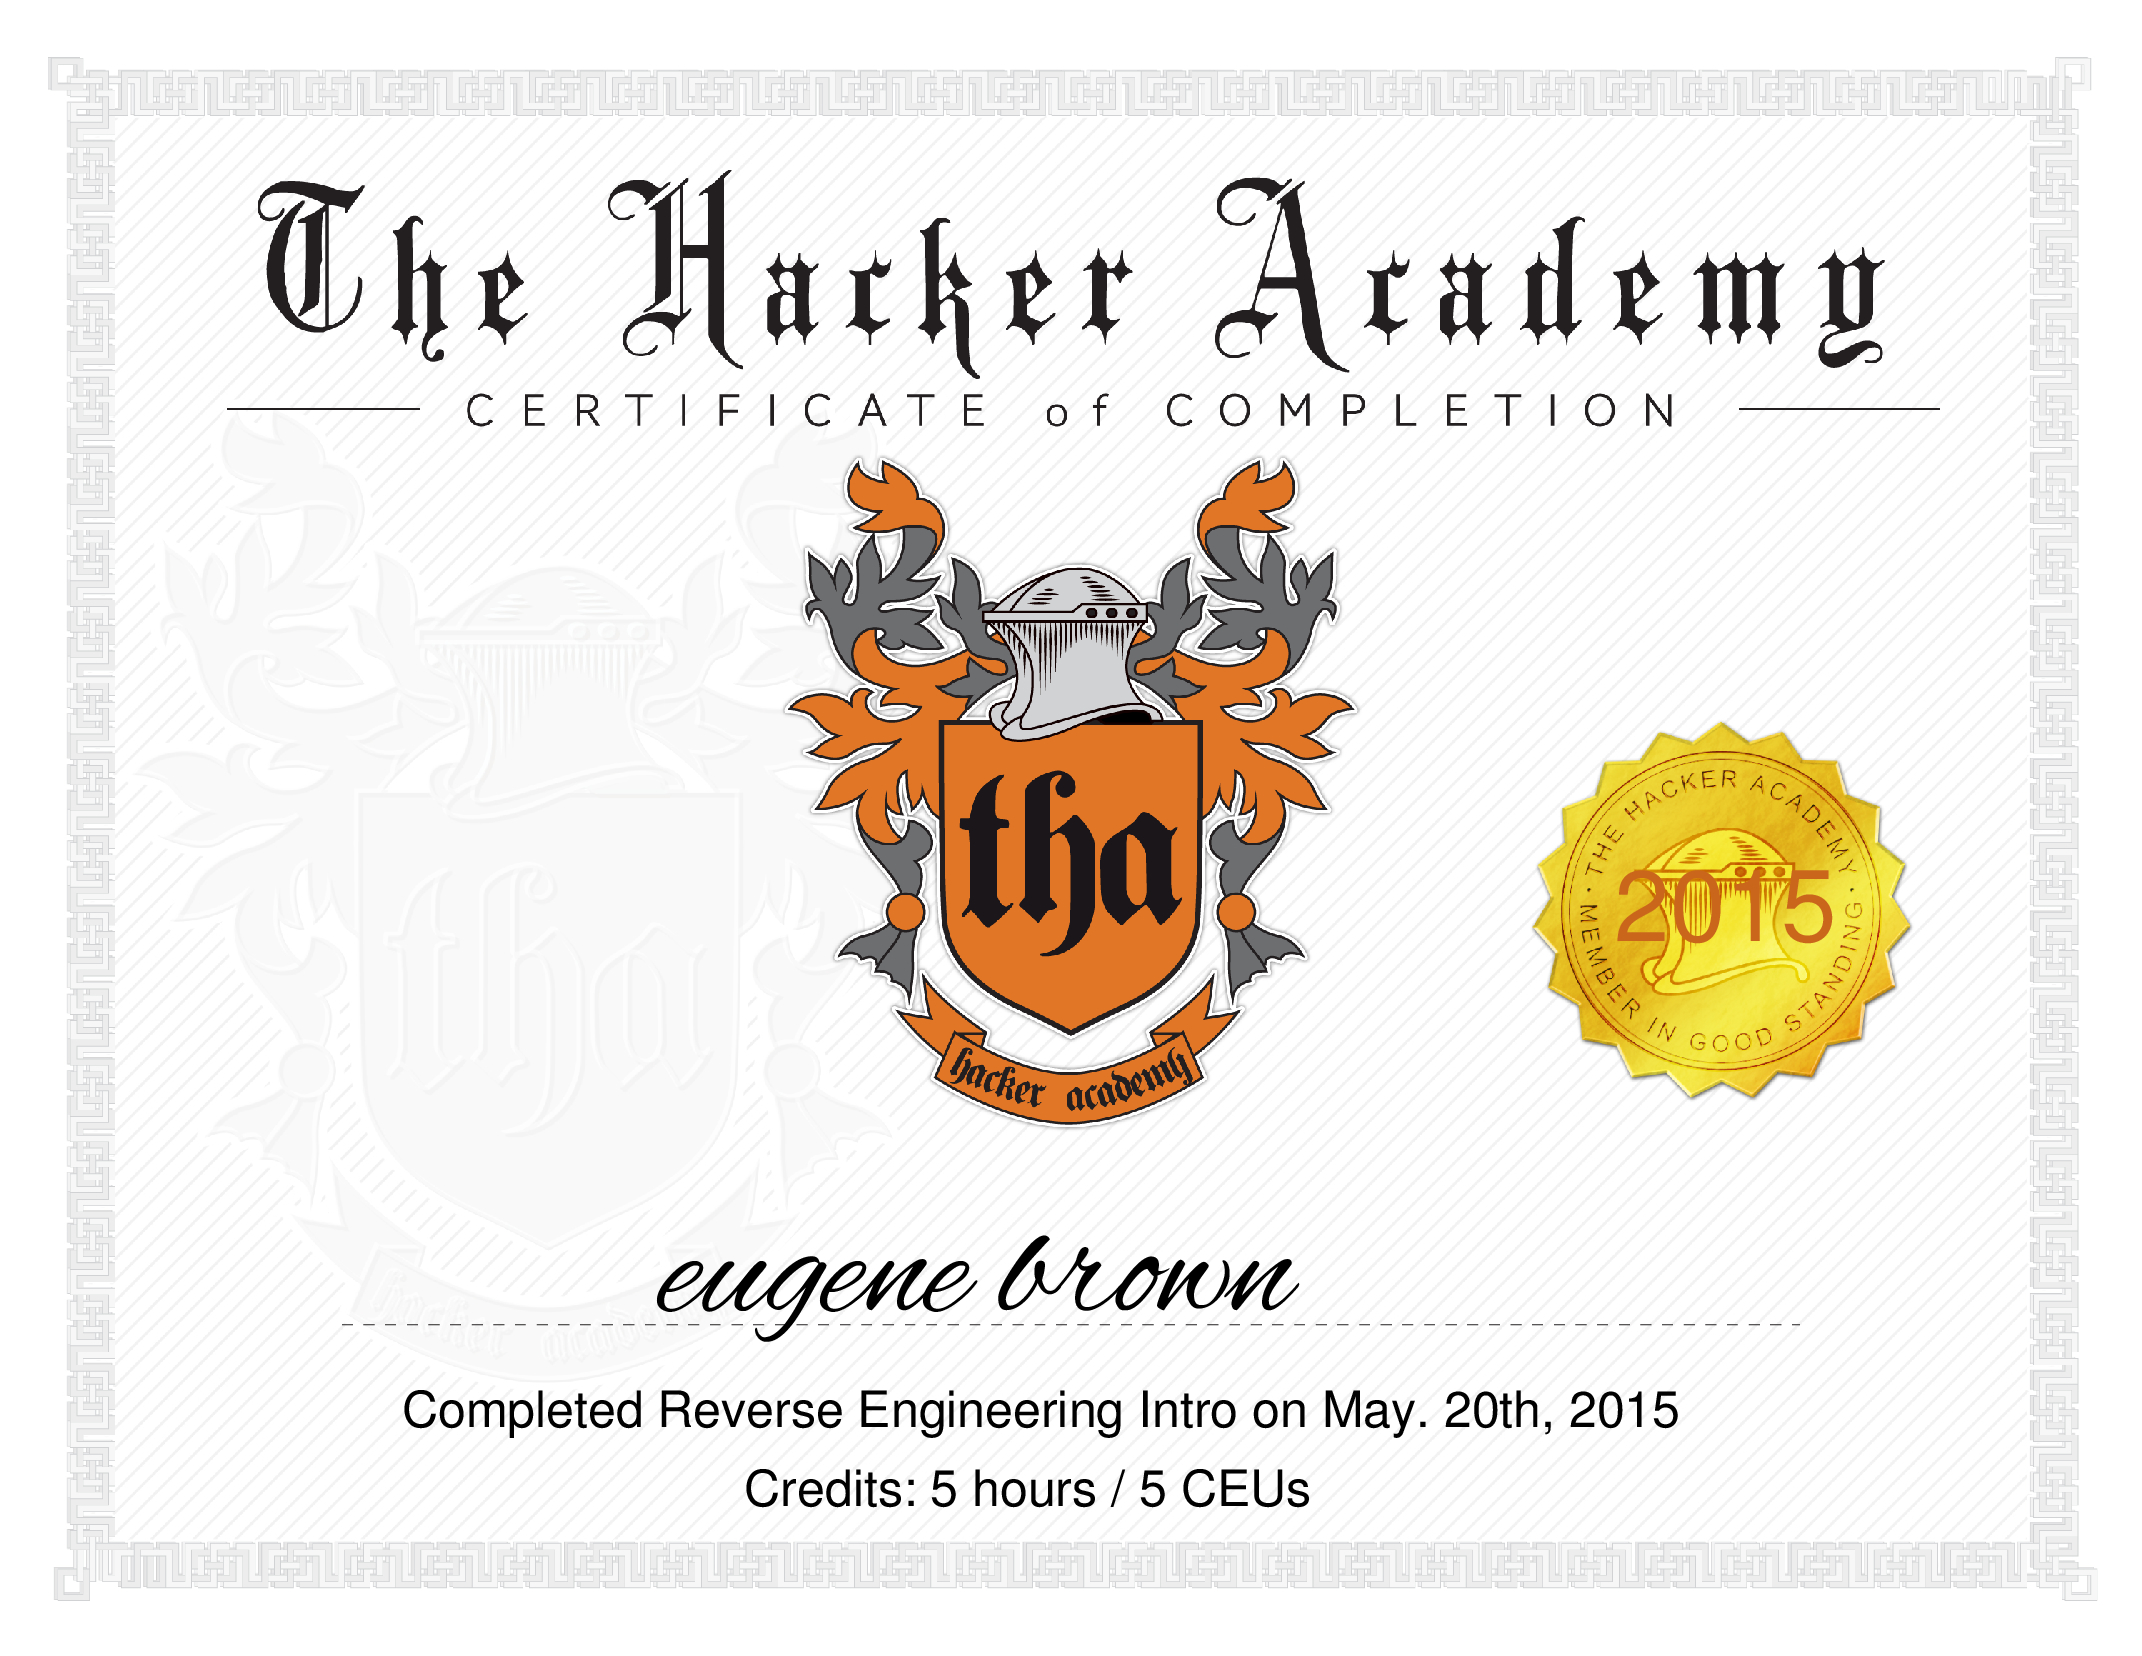 The Hacker Academy
CERTIFICATE of COMPLETION
tha
hacker academy
THE HACKER ACADEMY · MEMBER IN GOOD STANDING ·
2015
eugene brown
Completed Reverse Engineering Intro on May. 20th, 2015
Credits: 5 hours / 5 CEUs